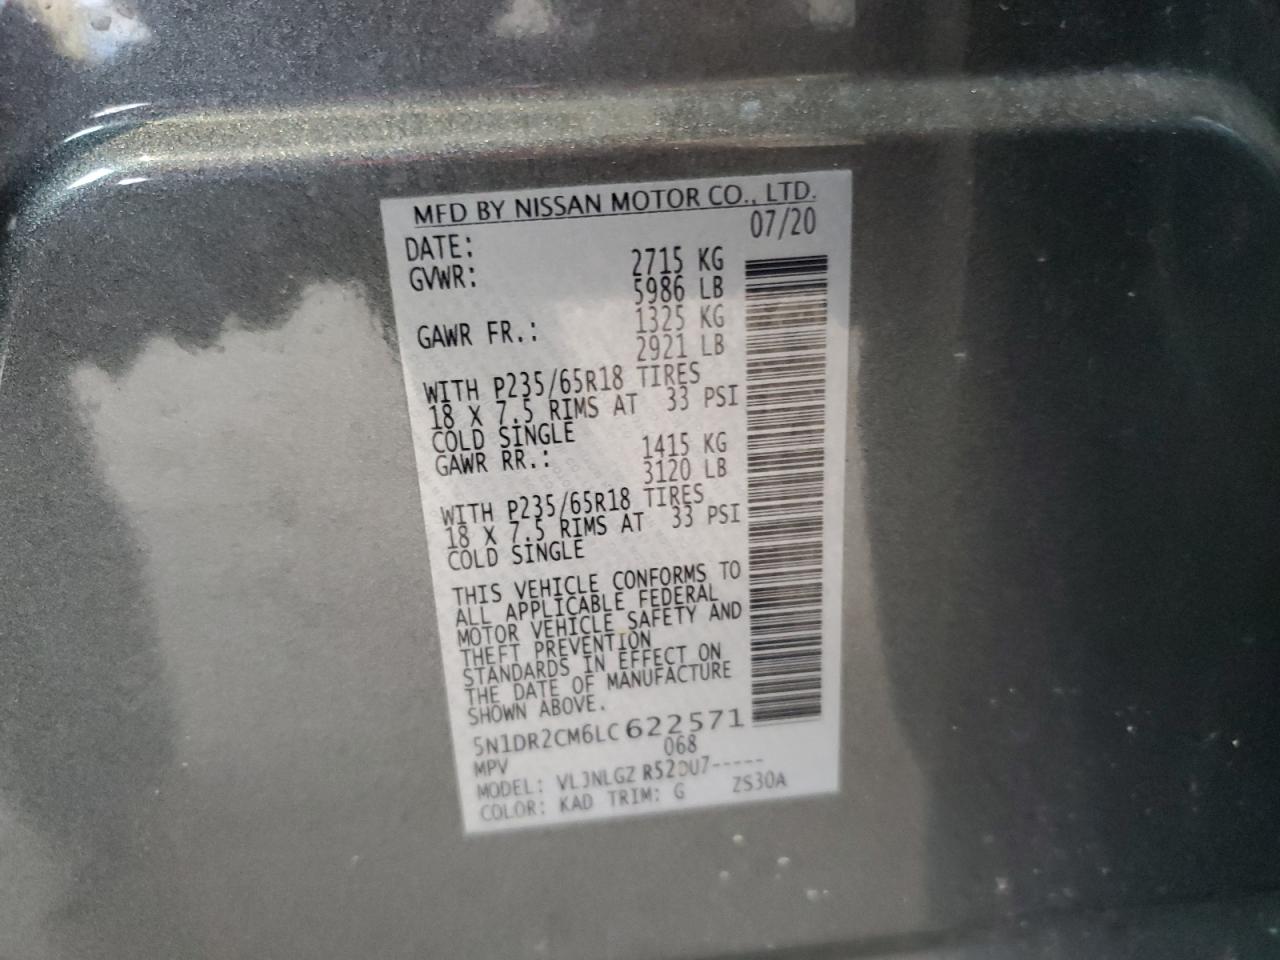 MFD BY NISSAN MOTOR CO., LTD.
DATE: 07/20
GVWR: 2715 KG
5986 LB
GAWR FR.: 1325 KG
2921 LB
WITH P235/65R18 TIRES
18 X 7.5 RIMS AT 33 PSI
COLD SINGLE
GAWR RR.: 1415 KG
3120 LB
WITH P235/65R18 TIRES
18 X 7.5 RIMS AT 33 PSI
COLD SINGLE
THIS VEHICLE CONFORMS TO
ALL APPLICABLE FEDERAL
MOTOR VEHICLE SAFETY AND
THEFT PREVENTION
STANDARDS IN EFFECT ON
THE DATE OF MANUFACTURE
SHOWN ABOVE.
5N1DR2CM6LC622571
MPV 068
MODEL: VLJNLGZ
COLOR: KAD TRIM: G ZS30A